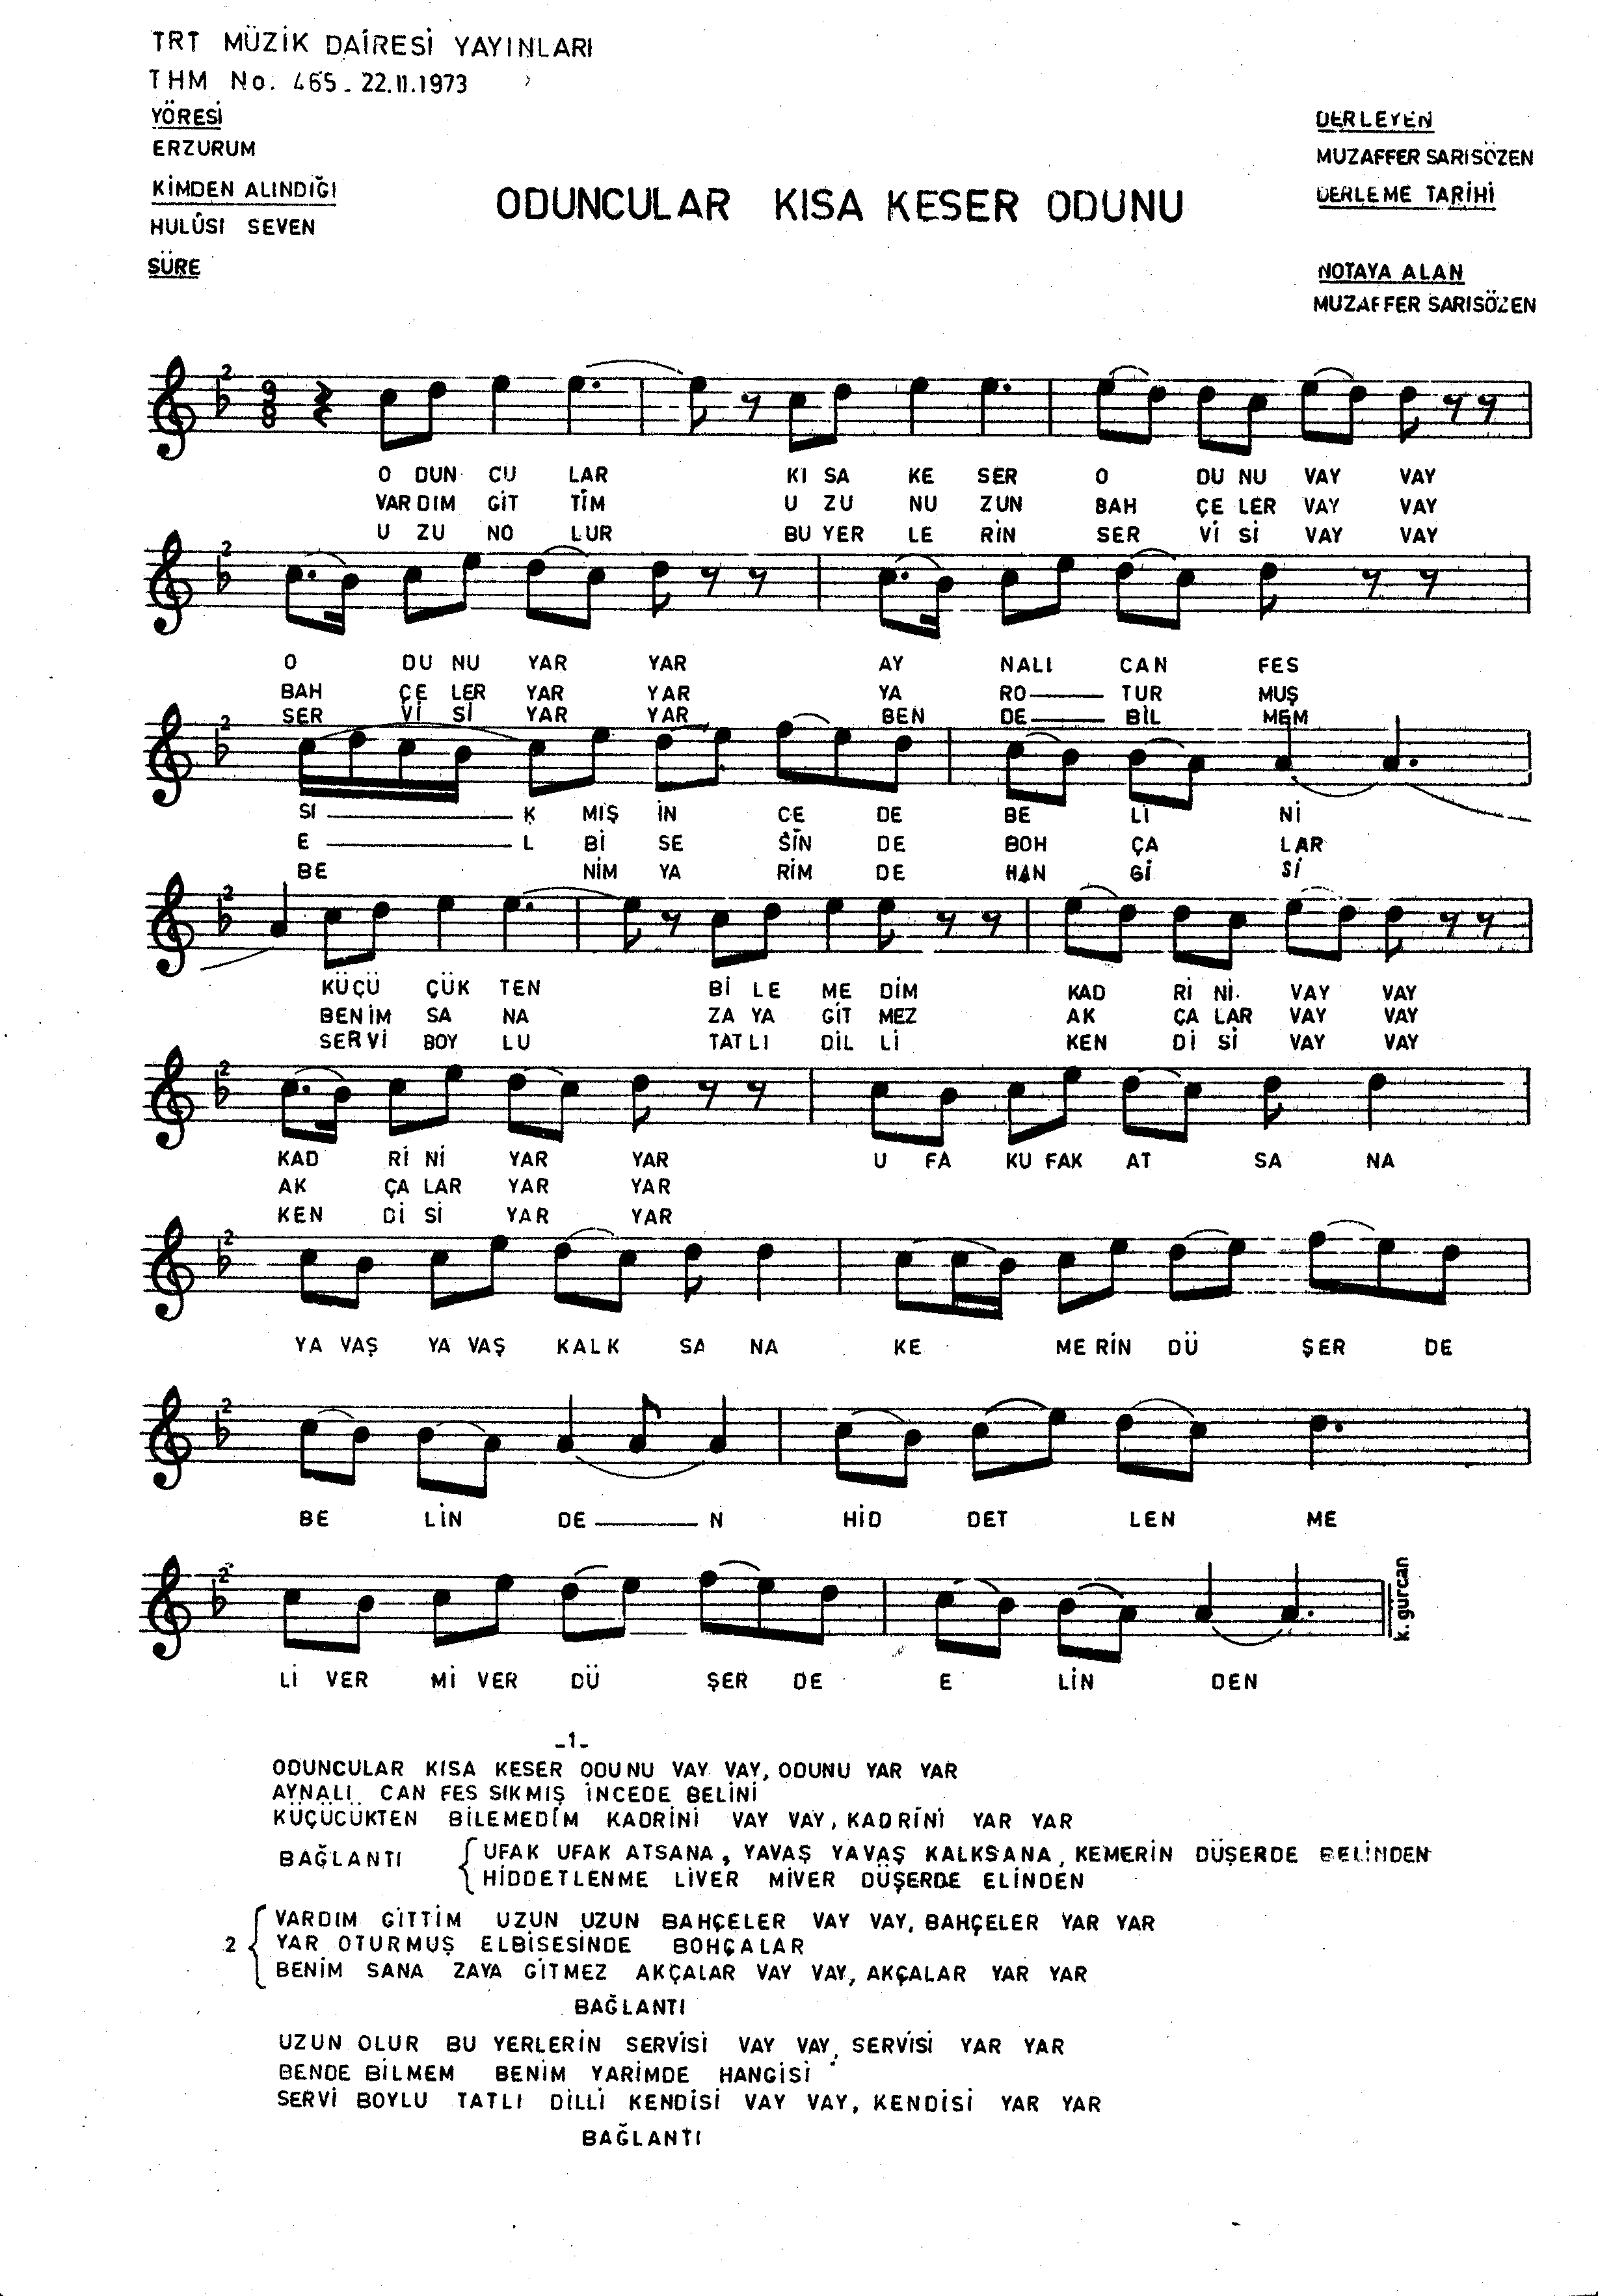 TRT MÜZİK DAİRESİ YAYINLARI
THM No. 465 - 22.11.1973
YÖRESİ
ERZURUM
KİMDEN ALINDIĞI
HULÛSİ SEVEN
SÜRE
ODUNCULAR KISA KESER ODUNU
DERLEYEN
MUZAFFER SARISÖZEN
DERLEME TARİHİ
NOTAYA ALAN
MUZAFFER SARISÖZEN
2
9
8
O DUN CU LAR KI SA KE SER O DU NU VAY VAY
VAR DIM GİT TİM U ZU NU ZUN BAH ÇE LER VAY VAY
U ZU NO LUR BU YER LE RİN SER Vİ Sİ VAY VAY
2
O DU NU YAR YAR AY NALI CAN FES
BAH ÇE LER YAR YAR YA RO TUR MUŞ
SER Vİ Sİ YAR YAR BEN DE BİL MEM
2
SI K MIŞ İN CE DE BE Lİ Nİ
E L Bİ SE SİN DE BOH ÇA LAR
BE NİM YA RİM DE HAN Gİ Sİ
2
KÜÇÜ ÇÜK TEN Bİ LE ME DİM KAD Rİ Nİ VAY VAY
BENİM SA NA ZA YA GİT MEZ AK ÇA LAR VAY VAY
SERVİ BOY LU TAT LI DİL Lİ KEN Dİ Sİ VAY VAY
2
KAD Rİ Nİ YAR YAR U FA KU FAK AT SA NA
AK ÇA LAR YAR YAR
KEN Dİ Sİ YAR YAR
2
YA VAŞ YA VAŞ KALK SA NA KE ME RİN DÜ ŞER DE
2
BE LİN DE N HİD DET LEN ME
2
k.gurcan
Lİ VER Mİ VER DÜ ŞER DE E LİN DEN
-1-
ODUNCULAR KISA KESER ODUNU VAY VAY, ODUNU YAR YAR
AYNALI CAN FES SIKMIŞ İNCEDE BELİNİ
KÜÇÜCÜKTEN BİLEMEDİM KADRİNİ VAY VAY, KADRİNİ YAR YAR
BAĞLANTI { UFAK UFAK ATSANA, YAVAŞ YAVAŞ KALKSANA, KEMERİN DÜŞERDE BELİNDEN
HİDDETLENME LİVER MİVER DÜŞERDE ELİNDEN
VARDIM GİTTİM UZUN UZUN BAHÇELER VAY VAY, BAHÇELER YAR YAR
2 { YAR OTURMUŞ ELBİSESİNDE BOHÇALAR
BENİM SANA ZAYA GİTMEZ AKÇALAR VAY VAY, AKÇALAR YAR YAR
BAĞLANTI
UZUN OLUR BU YERLERİN SERVİSİ VAY VAY, SERVİSİ YAR YAR
BENDE BİLMEM BENİM YARİMDE HANGİSİ
SERVİ BOYLU TATLI DİLLİ KENDİSİ VAY VAY, KENDİSİ YAR YAR
BAĞLANTI